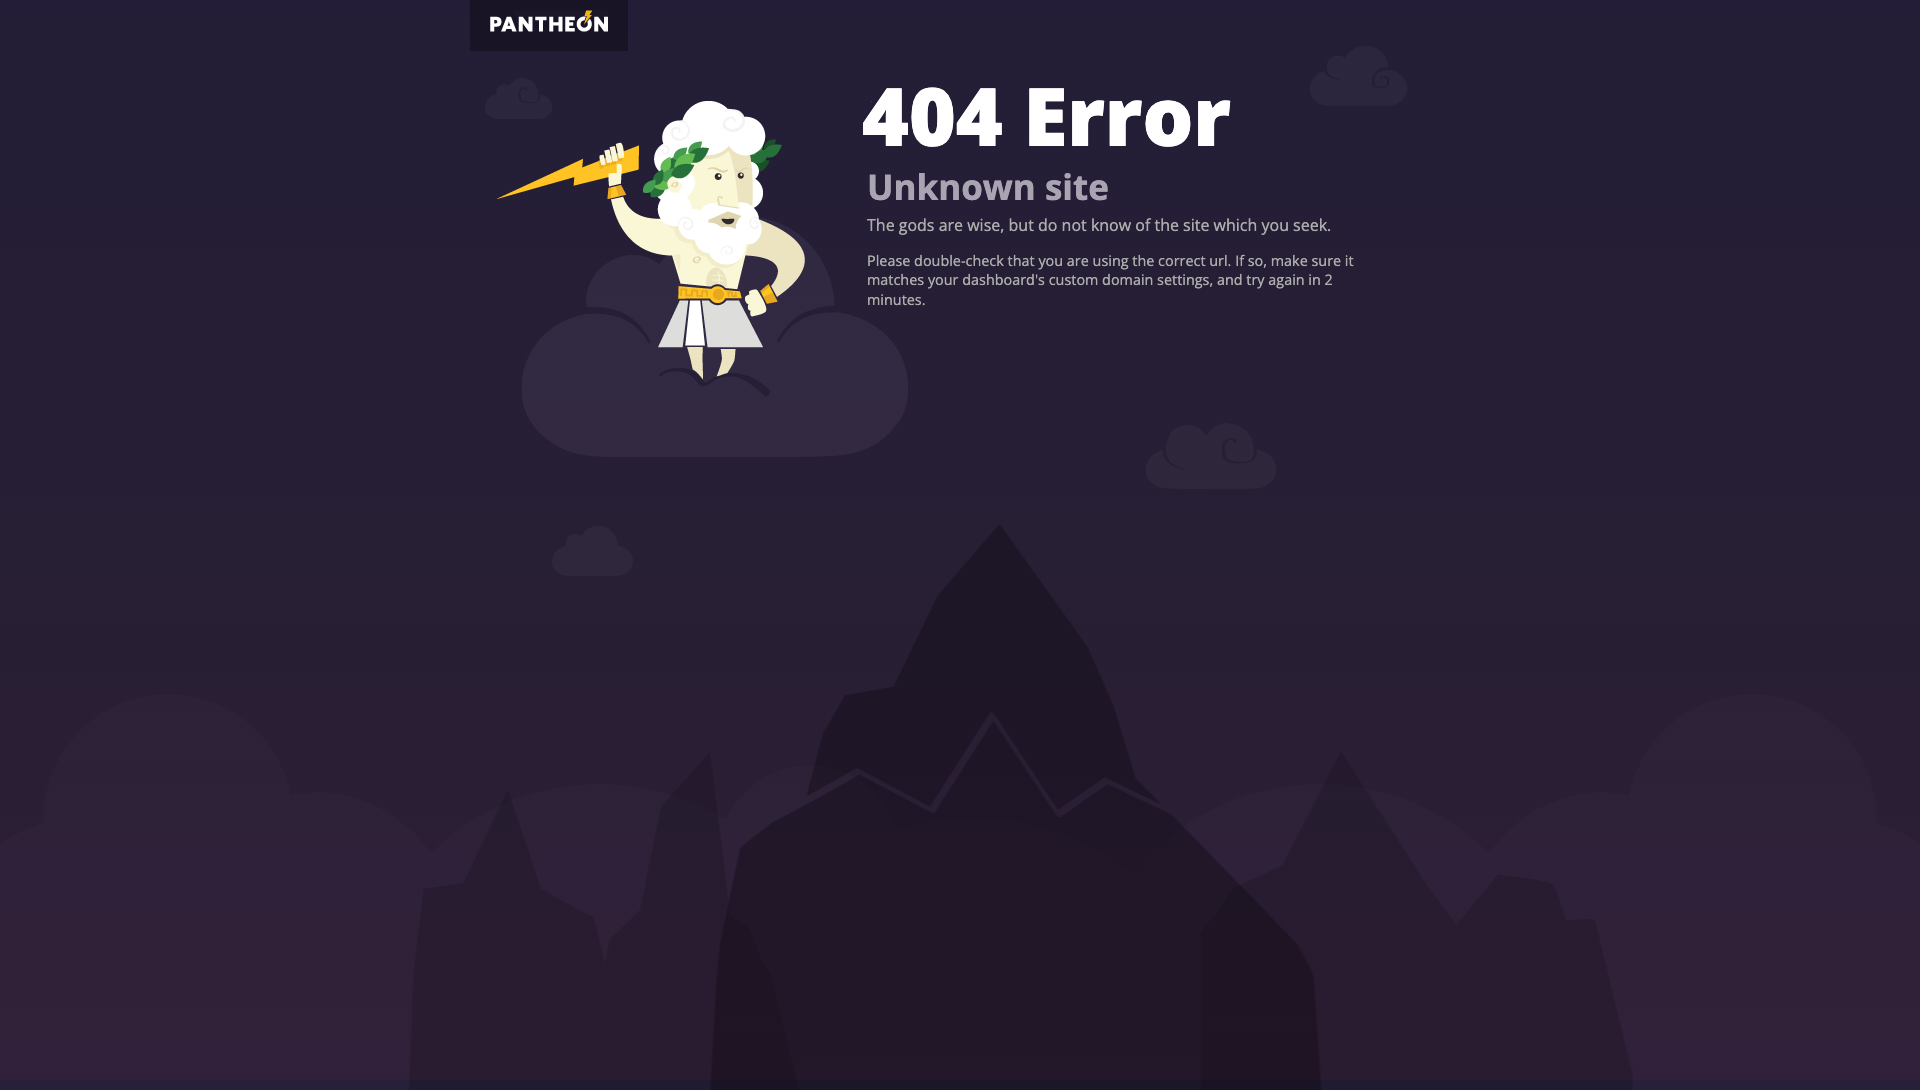 PANTHEON
404 Error
Unknown site
The gods are wise, but do not know of the site which you seek.
Please double-check that you are using the correct url. If so, make sure it
matches your dashboard's custom domain settings, and try again in 2
minutes.